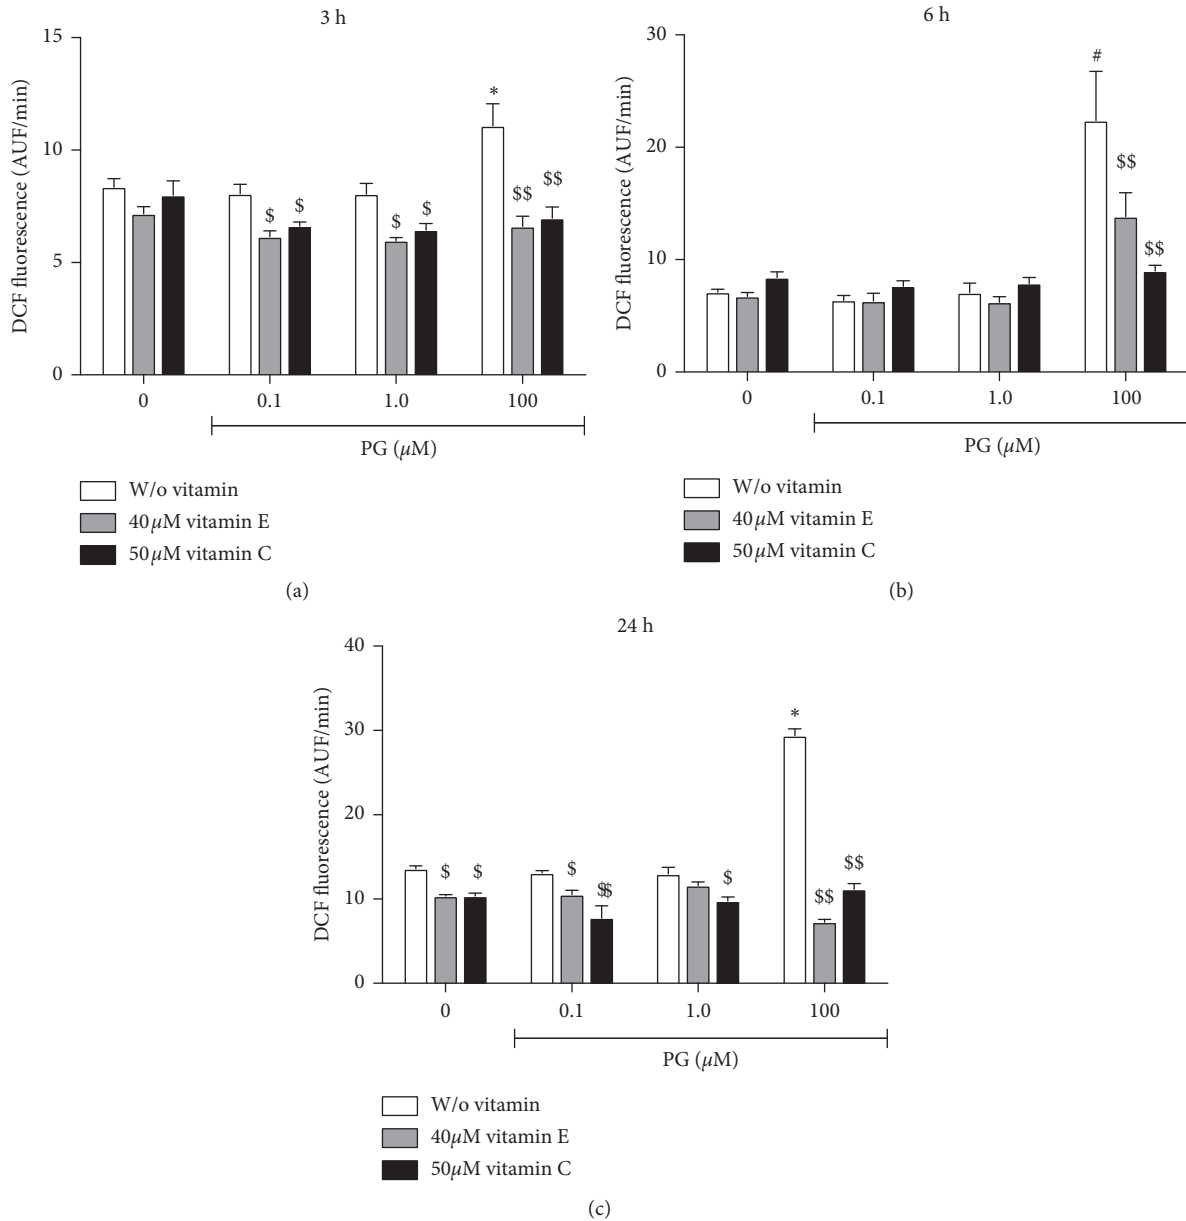 3 h
DCF fluorescence (AUF/min)
15
10
5
0
*
$ $
$ $
$$ $$
0 0.1 1.0 100
PG (μM)
W/o vitamin
40 μM vitamin E
50 μM vitamin C
(a)
6 h
DCF fluorescence (AUF/min)
30
20
10
0
#
$$
$$
0 0.1 1.0 100
PG (μM)
W/o vitamin
40 μM vitamin E
50 μM vitamin C
(b)
24 h
DCF fluorescence (AUF/min)
40
30
20
10
0
*
$ $
$ $$
$
$$ $$
0 0.1 1.0 100
PG (μM)
W/o vitamin
40μM vitamin E
50μM vitamin C
(c)